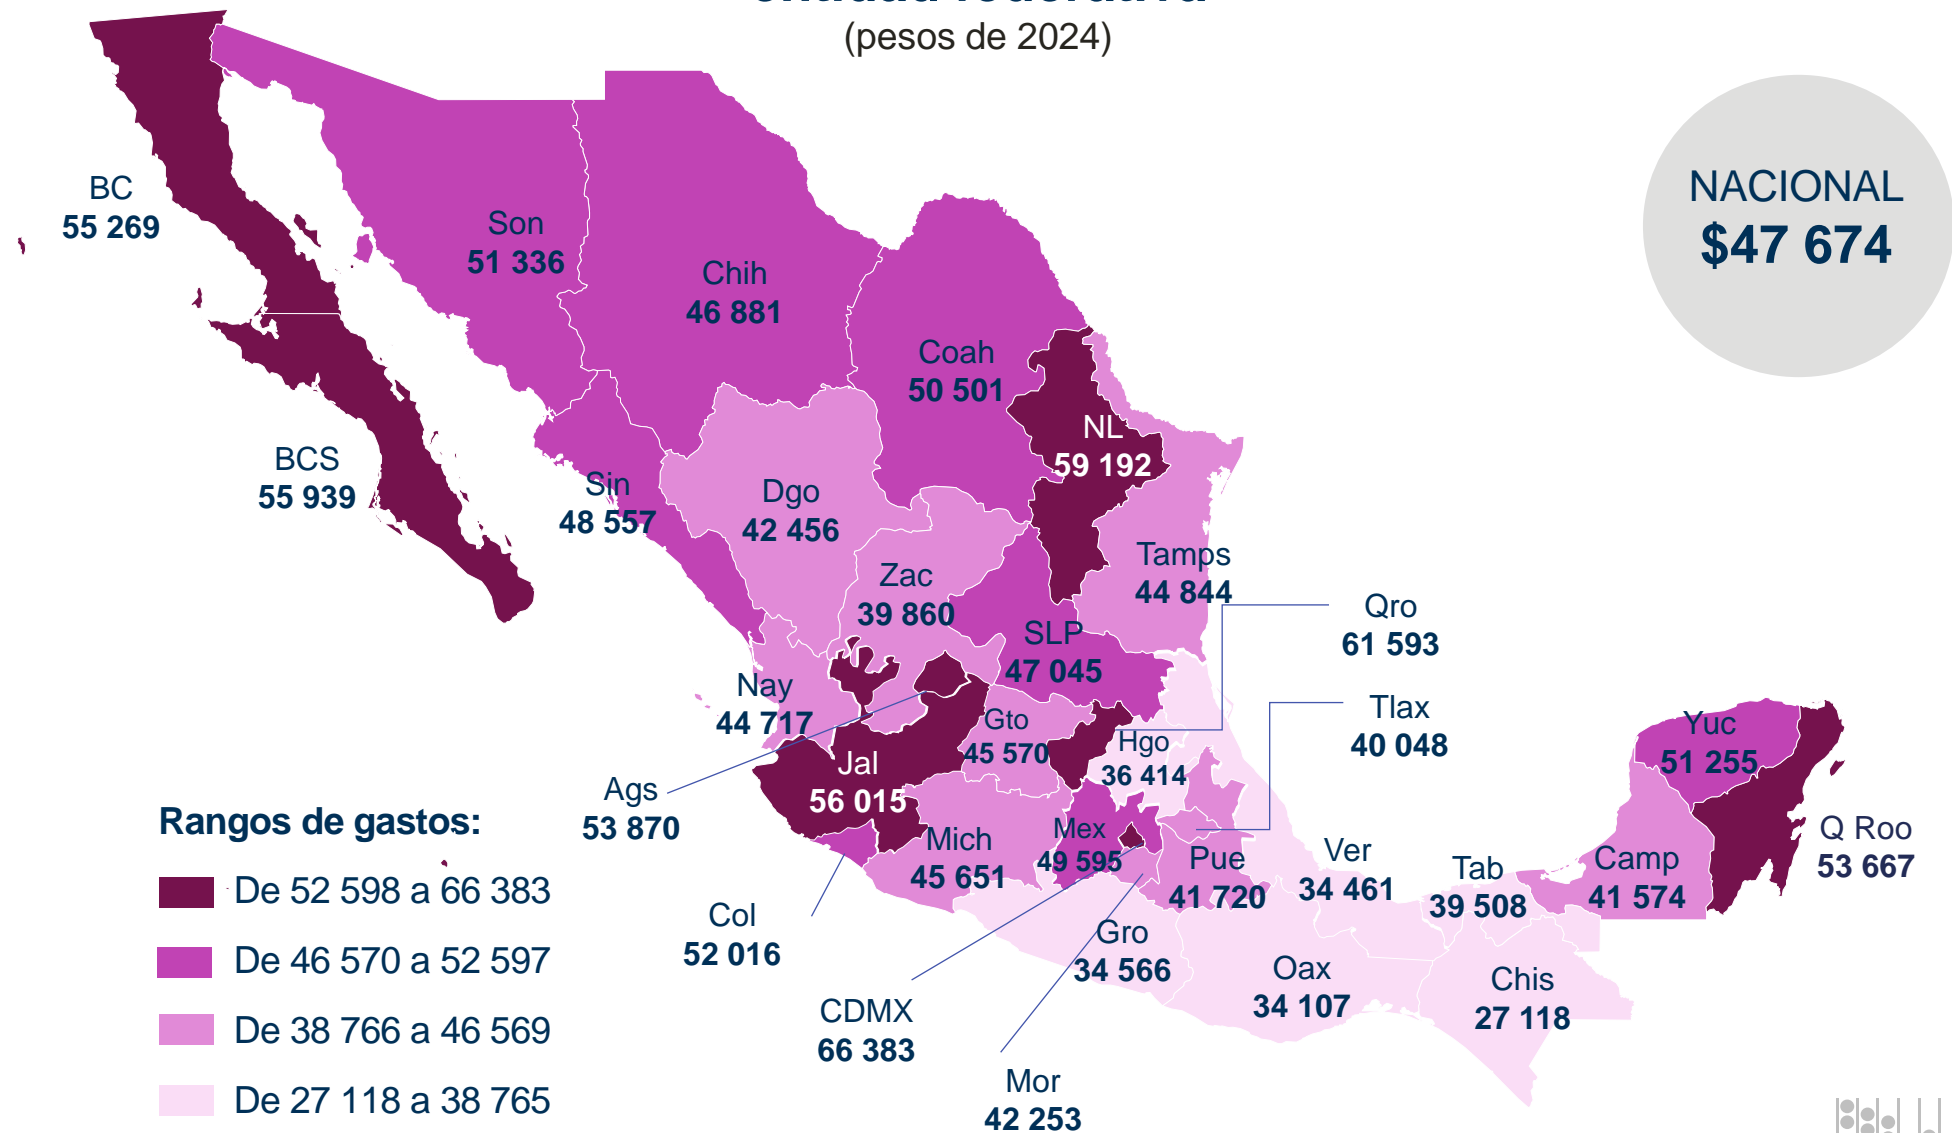 (pesos de 2024)
NACIONAL
$47 674
BC
55 269
Son
51 336
Chih
46 881
Coah
50 501
NL
59 192
BCS
55 939
Sin
48 557
Dgo
42 456
Zac
39 860
Tamps
44 844
SLP
47 045
Qro
61 593
Nay
44 717
Gto
45 570
Hgo
36 414
Tlax
40 048
Yuc
51 255
Jal
56 015
Ags
53 870
Mich
45 651
Mex
49 595
Pue
41 720
Ver
34 461
Tab
39 508
Camp
41 574
Q Roo
53 667
Col
52 016
Gro
34 566
Oax
34 107
Chis
27 118
CDMX
66 383
Mor
42 253
Rangos de gastos:
De 52 598 a 66 383
De 46 570 a 52 597
De 38 766 a 46 569
De 27 118 a 38 765